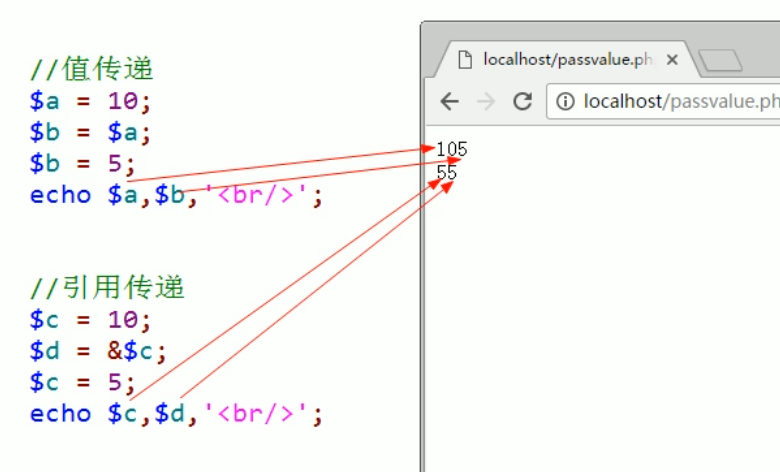 //值传递
$a = 10;
$b = $a;
$b = 5;
echo $a,$b,'<br/>';
//引用传递
$c = 10;
$d = &$c;
$c = 5;
echo $c,$d,'<br/>';
localhost/passvalue.ph
localhost/passvalue.ph
105
55